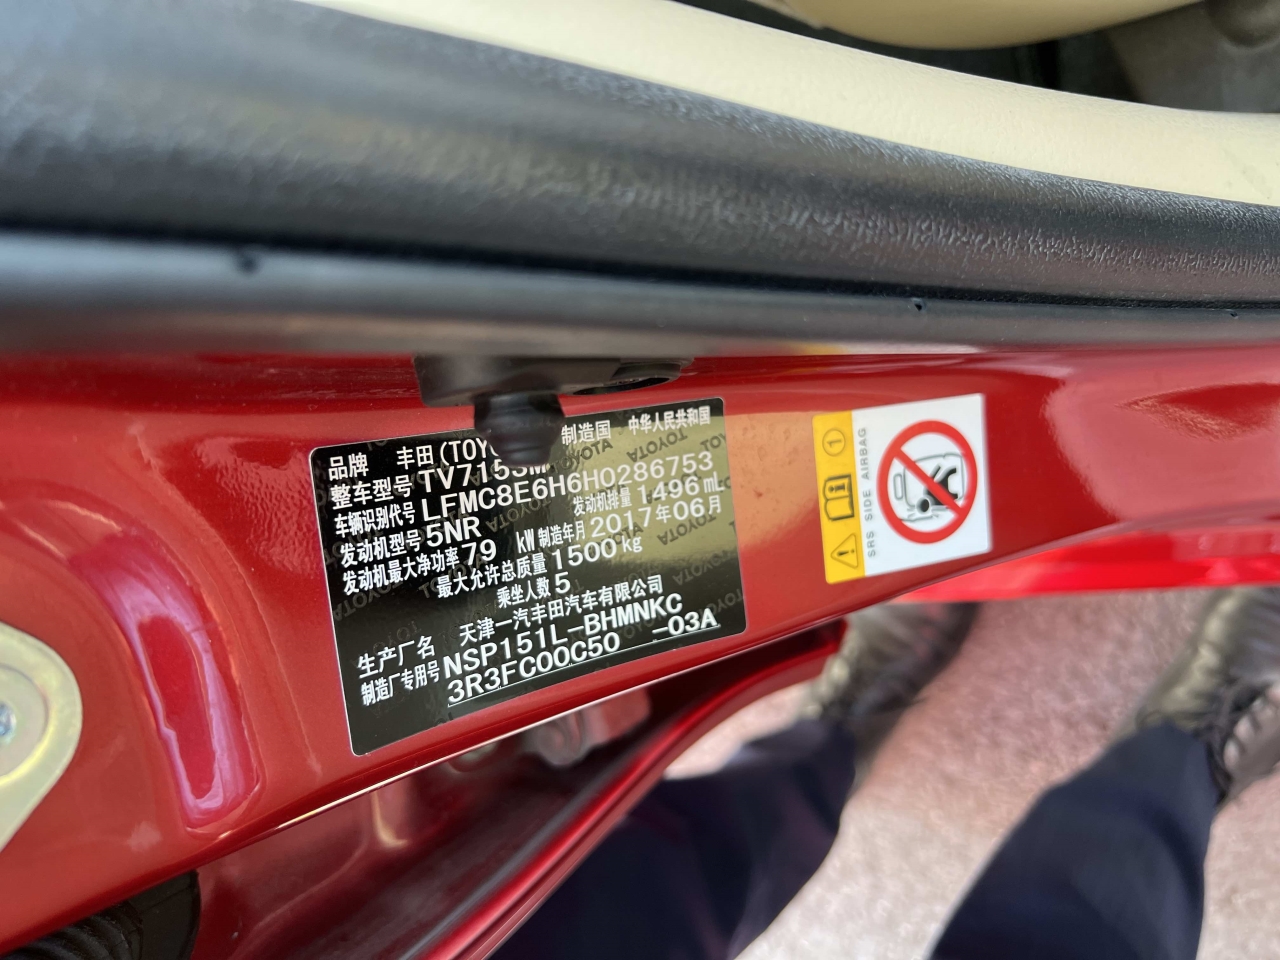 品牌 丰田(TOYO 制造国 中华人民共和国
整车型号 TV7153M
车辆识别代号 LFMC8E6H6H0286753
发动机型号 5NR 发动机排量 1496 mL
发动机最大净功率 79 kW 制造年月 2017年06月
最大允许总质量 1500 kg
乘坐人数 5
生产厂名 天津一汽丰田汽车有限公司
制造厂专用号 NSP151L-BHMNKC
3R3FC00C50 -03A
SRS SIDE AIRBAG